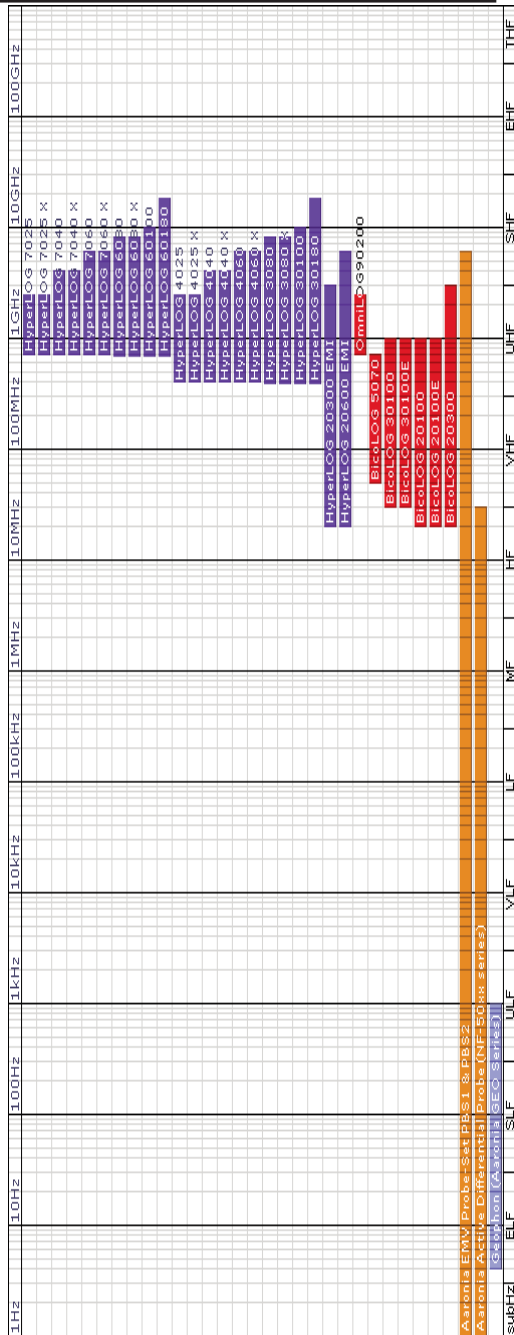 1Hz 10Hz 100Hz 1kHz 10kHz 100kHz 1MHz 10MHz 100MHz 1GHz 10GHz 100GHz
HyperLOG 7025
HyperLOG 7025 X
HyperLOG 7040
HyperLOG 7040 X
HyperLOG 7060
HyperLOG 7060 X
HyperLOG 6080
HyperLOG 6080 X
HyperLOG 60100
HyperLOG 60180
HyperLOG 4025
HyperLOG 4025 X
HyperLOG 4040
HyperLOG 4040 X
HyperLOG 4060
HyperLOG 4060 X
HyperLOG 3080
HyperLOG 3080 X
HyperLOG 30100
HyperLOG 30180
HyperLOG 20300 EMI
HyperLOG 20600 EMI
OmniLOG90200
BicoLOG 5070
BicoLOG 30100
BicoLOG 30100E
BicoLOG 20100
BicoLOG 20100E
BicoLOG 20300
Aaronia EMV Probe-Set PBS1 & PBS2
Aaronia Active Differential Probe (NF-50xx series)
Geophon (Aaronia GEO Series)
subHz ELF SLF ULF VLF LF MF HF VHF UHF SHF EHF THF